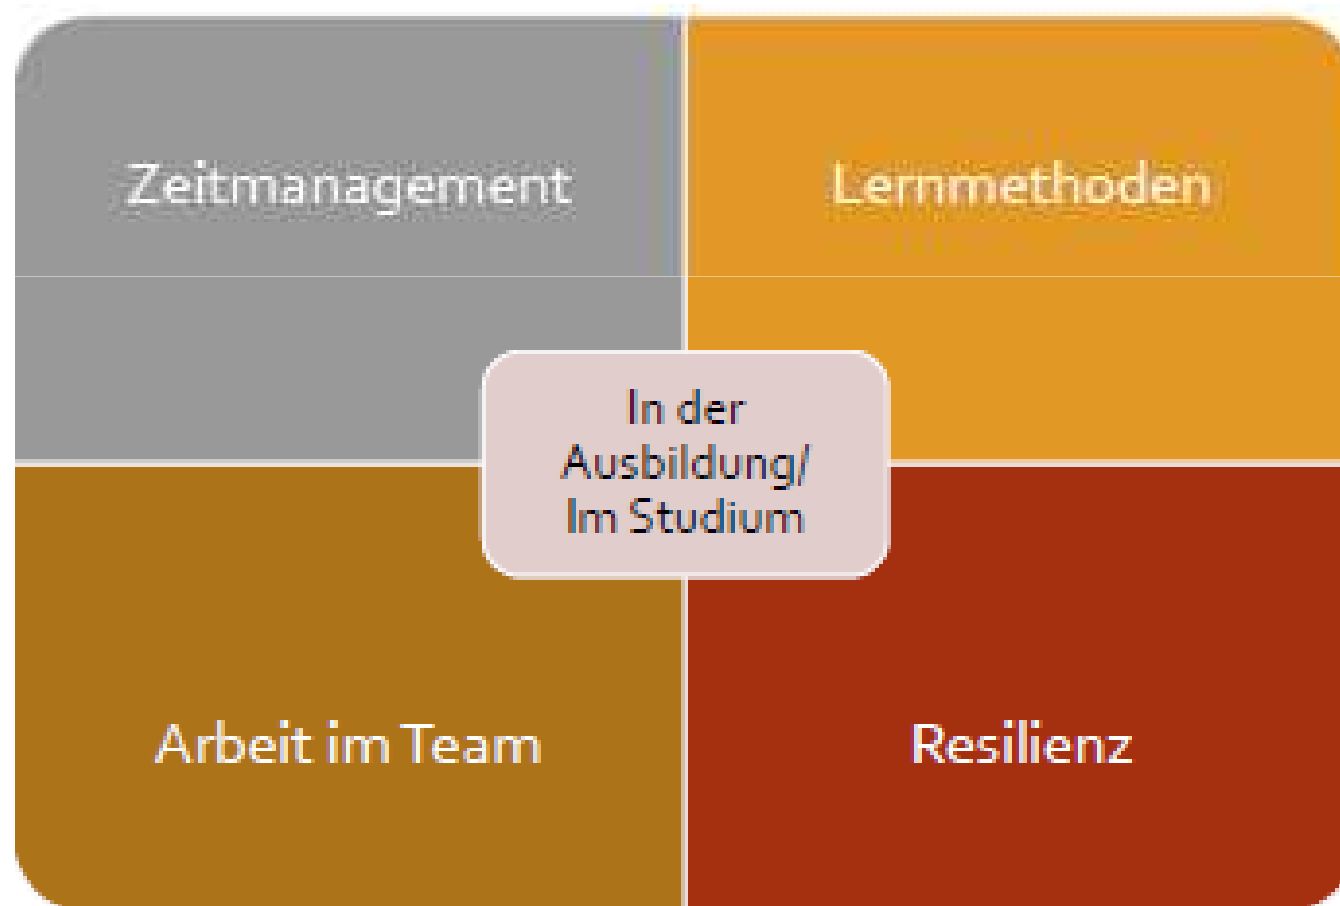 Zeitmanagement
Lernmethoden
In der
Ausbildung/
Im Studium
Arbeit im Team
Resilienz